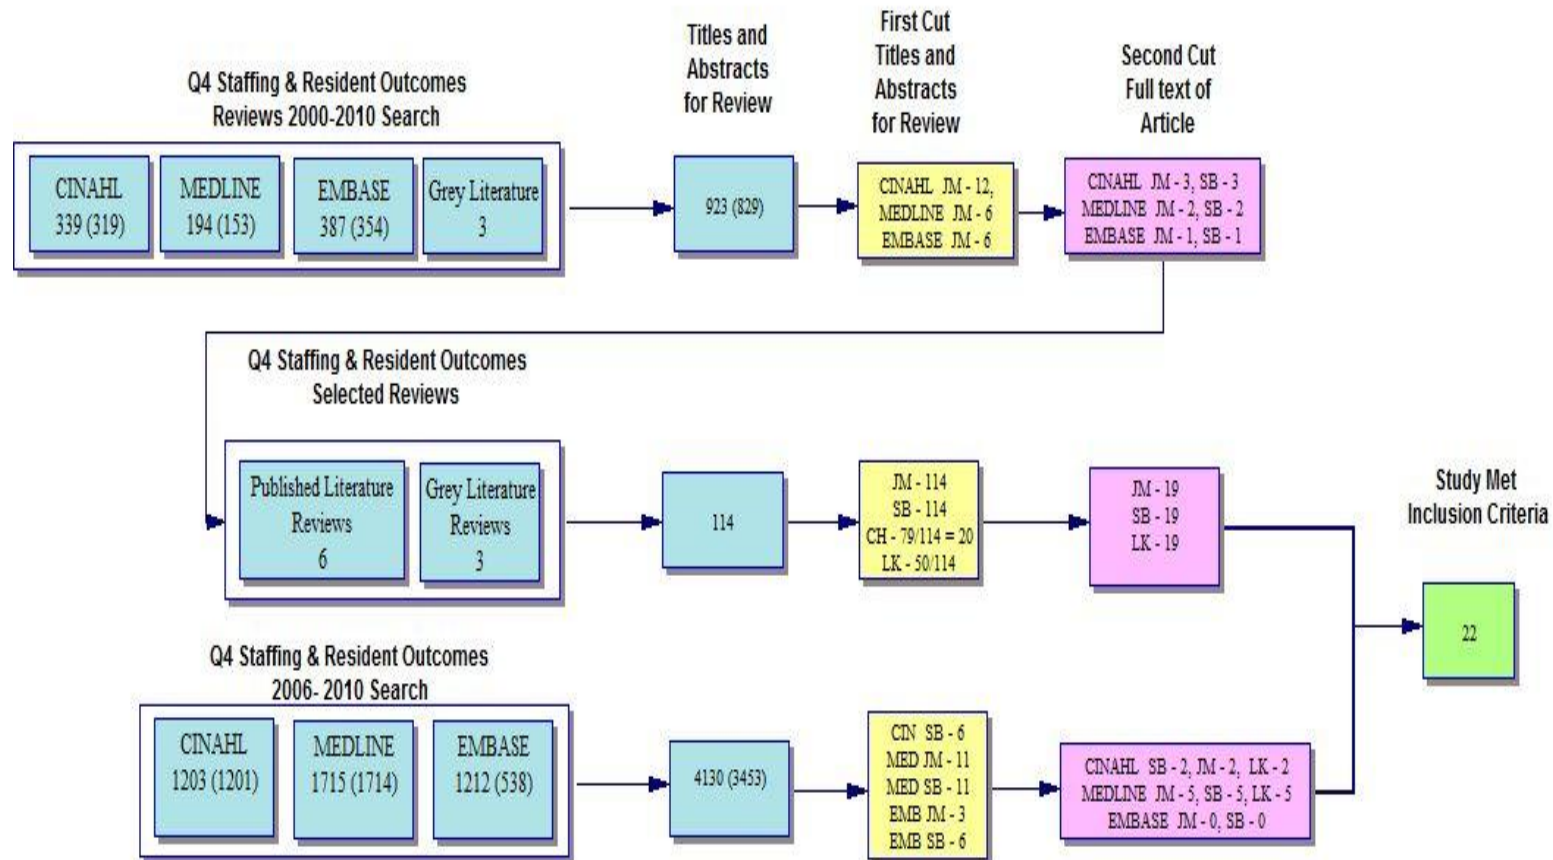 Q4 Staffing & Resident Outcomes
Reviews 2000-2010 Search
CINAHL
339 (319)
MEDLINE
194 (153)
EMBASE
387 (354)
Grey Literature
3
Titles and
Abstracts
for Review
923 (829)
First Cut
Titles and
Abstracts
for Review
CINAHL JM - 12,
MEDLINE JM - 6
EMBASE JM - 6
Second Cut
Full text of
Article
CINAHL JM - 3, SB - 3
MEDLINE JM - 2, SB - 2
EMBASE JM - 1, SB - 1
Q4 Staffing & Resident Outcomes
Selected Reviews
Published Literature
Reviews
6
Grey Literature
Reviews
3
114
JM - 114
SB - 114
CH - 79/114 = 20
LK - 50/114
JM - 19
SB - 19
LK - 19
Study Met
Inclusion Criteria
22
Q4 Staffing & Resident Outcomes
2006- 2010 Search
CINAHL
1203 (1201)
MEDLINE
1715 (1714)
EMBASE
1212 (538)
4130 (3453)
CIN SB - 6
MED JM - 11
MED SB - 11
EMB JM - 3
EMB SB - 6
CINAHL SB - 2, JM - 2, LK - 2
MEDLINE JM - 5, SB - 5, LK - 5
EMBASE JM - 0, SB - 0